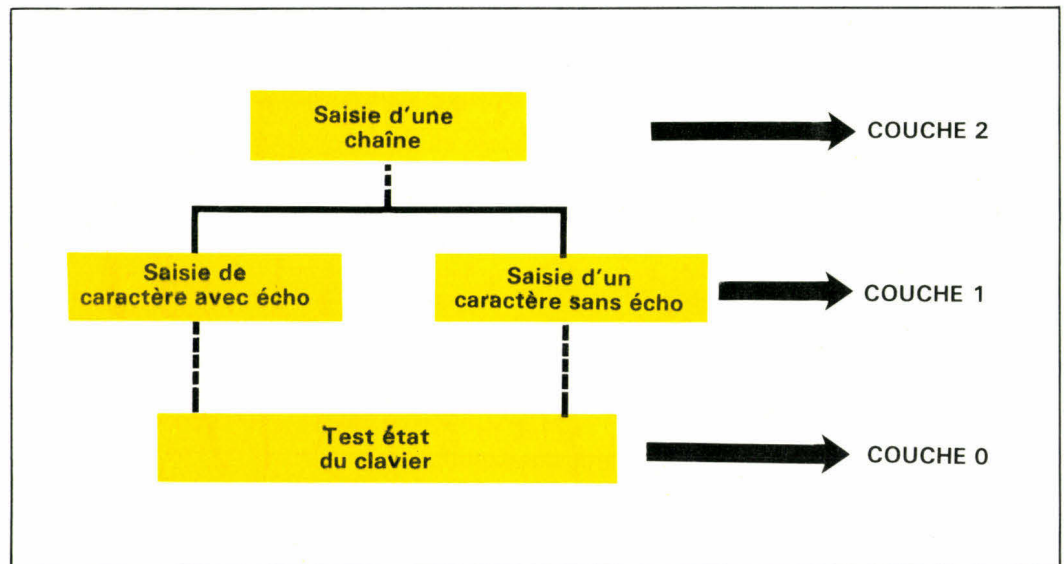 Saisie d'une
chaîne
COUCHE 2
Saisie de
caractère avec écho
Saisie d'un
caractère sans écho
COUCHE 1
Test état
du clavier
COUCHE 0